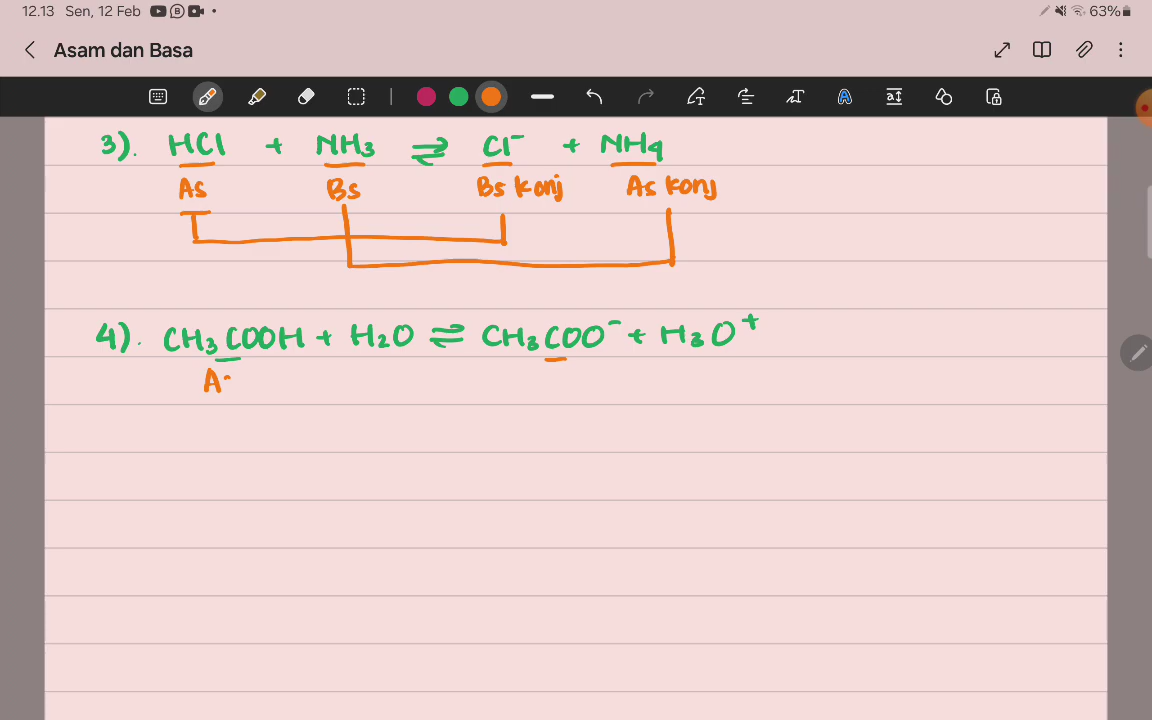 12.13 Sen, 12 Feb 63%
Asam dan Basa
3). HCl + NH3 ⇌ Cl⁻ + NH4
As Bs Bs konj As konj
4). CH3COOH + H2O ⇌ CH3COO⁻ + H3O⁺
A